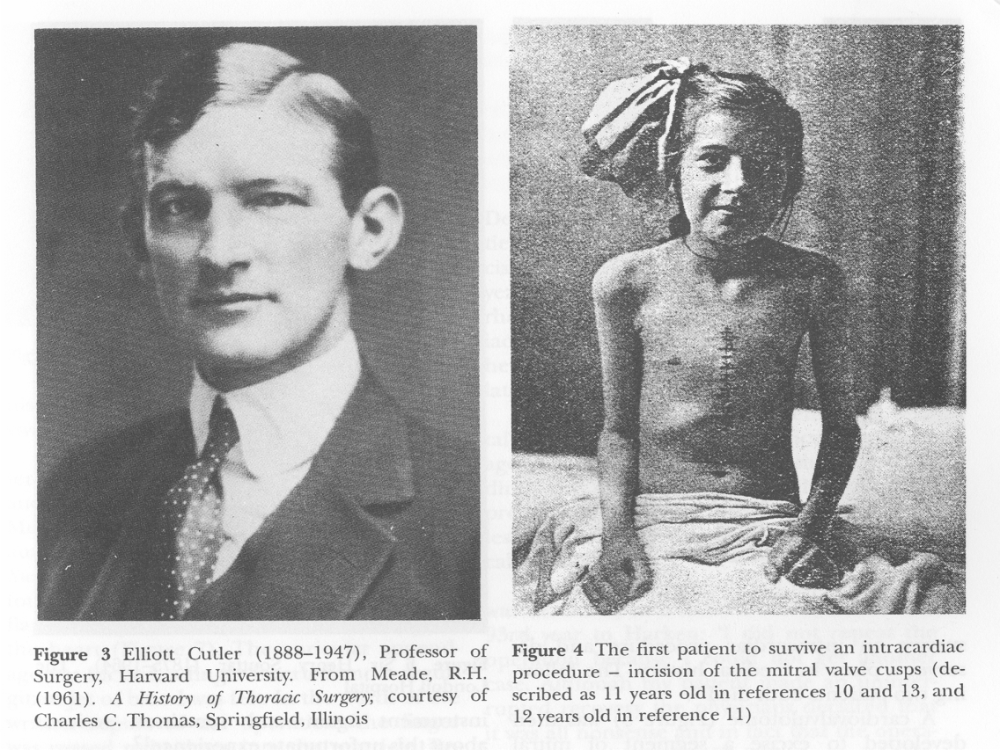 Figure 3 Elliott Cutler (1888–1947), Professor of
Surgery, Harvard University. From Meade, R.H.
(1961). A History of Thoracic Surgery; courtesy of
Charles C. Thomas, Springfield, Illinois
Figure 4 The first patient to survive an intracardiac
procedure – incision of the mitral valve cusps (de-
scribed as 11 years old in references 10 and 13, and
12 years old in reference 11)